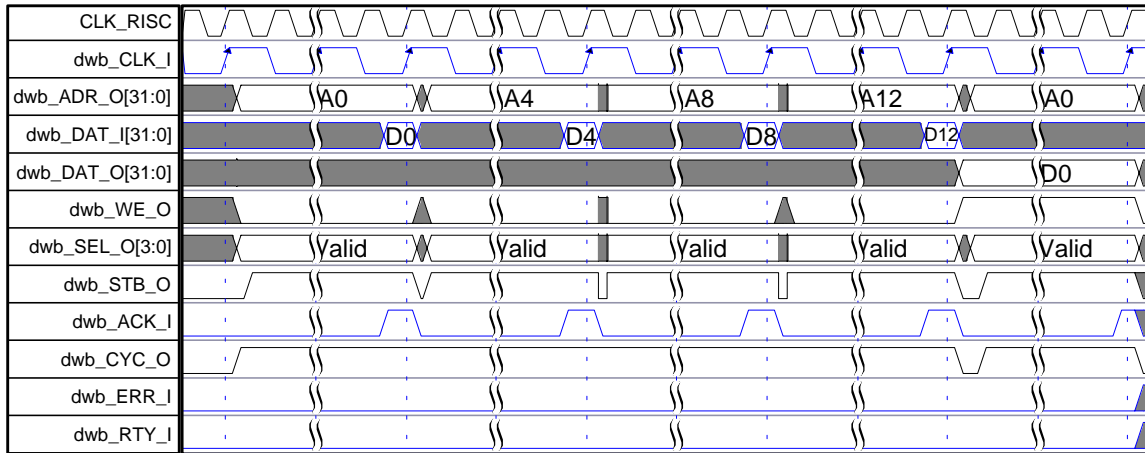 CLK_RISC
dwb_CLK_I
dwb_ADR_O[31:0] A0 A4 A8 A12 A0
dwb_DAT_I[31:0] D0 D4 D8 D12
dwb_DAT_O[31:0] D0
dwb_WE_O
dwb_SEL_O[3:0] Valid Valid Valid Valid Valid
dwb_STB_O
dwb_ACK_I
dwb_CYC_O
dwb_ERR_I
dwb_RTY_I